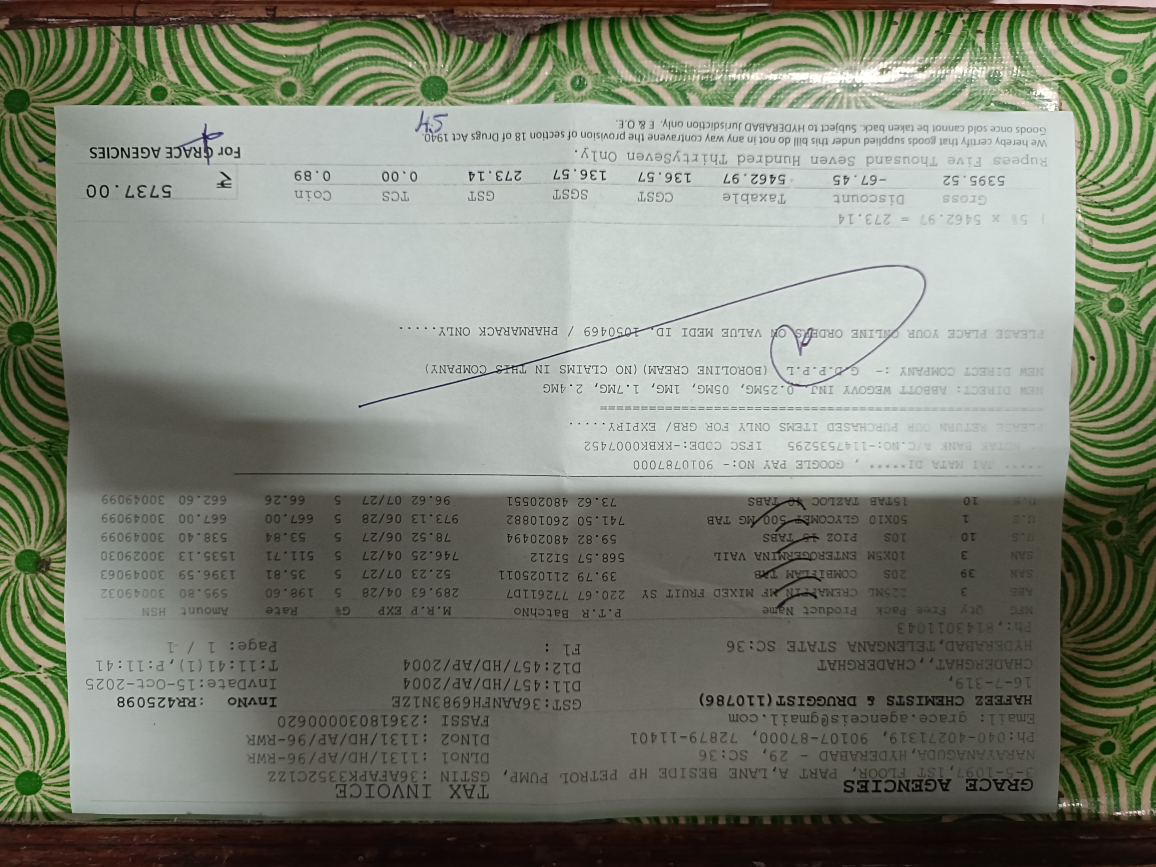 GRACE AGENCIES TAX INVOICE
3-5-1097,1ST FLOOR, PART A,LANE BESIDE HP PETROL PUMP, GSTIN :36AFAPK3352C1ZZ
NARAYANAGUDA,HYDERABAD - 29, SC:36 DLNo1 :1131/HD/AP/96-RWR
Ph:040-40271319, 90107-87000, 72879-11401 DlNo2 :1131/HD/AP/96-RWR
Email: grace.agenceis@gmail.com FASSI :23618030000620
HAFEEZ CHEMISTS & DRUGGIST(110786) GST:36AANFH6983N1ZE InvNo :RR425098
16-7-319, D11:457/HD/AP/2004 InvDate:15-Oct-2025
CHADERGHAT,,CHADERGHAT D12:457/HD/AP/2004 T:11:41(1),P:11:41
HYDERABAD,TELENGANA STATE SC:36 Fl : Page: 1 / 1
Ph:,8143011043
MFG Qty Free Pack Product Name P.T.R BatchNo M.R.P EXP G% Rate Amount HSN
ABB 3 225ML CREMAFFIN MF MIXED FRUIT SY 220.67 77261107 289.63 04/28 5 198.60 595.80 30049032
SAN 39 20S COMBIFLAM TAB 39.79 211025011 52.23 07/27 5 35.81 1396.59 30049063
SAN 3 10X5M ENTEROGERMINA VAIL 568.57 5I212 746.25 04/27 5 511.71 1535.13 30029030
U.S 10 10S PIOZ 15 TABS 59.82 48020494 78.52 06/27 5 53.84 538.40 30049099
U.S 1 50X10 GLYCOMET 500 MG TAB 741.50 26010882 973.13 06/28 5 667.00 667.00 30049099
U.S 10 15TAB TAZLOC 40 TABS 73.62 48020551 96.62 07/27 5 66.26 662.60 30049099
***** JAI MATA DI***** , GOOGLE PAY NO:- 9010787000
KOTAK BANK A/C.NO:-1147535295 IFSC CODE:-KKBK0007452
PLEASE RETURN OUR PURCHASED ITEMS ONLY FOR GRB/ EXPIRY.....
==================================================
NEW DIRECT: ABBOTT WEGOVY INJ 0.25MG, 05MG, 1MG, 1.7MG, 2.4MG
NEW DIRECT COMPANY :- G.D.P.P.L (BOROLINE CREAM)(NO CLAIMS IN THIS COMPANY)
PLEASE PLACE YOUR ONLINE ORDERS ON VALUE MEDI ID. 1050469 / PHARMARACK ONLY.....
| 5% x 5462.97 = 273.14
Gross Discount Taxable CGST SGST GST TCS Coin
5395.52 -67.45 5462.97 136.57 136.57 273.14 0.00 0.89 ₹ 5737.00
Rupees Five Thousand Seven Hundred ThirtySeven Only.
We hereby certify that goods supplied under this bill do not in any way contravene the provision of section 18 of Drugs Act 1940. For GRACE AGENCIES
Goods once sold cannot be taken back. Subject to HYDERABAD Jurisdiction only. E & O.E.
54